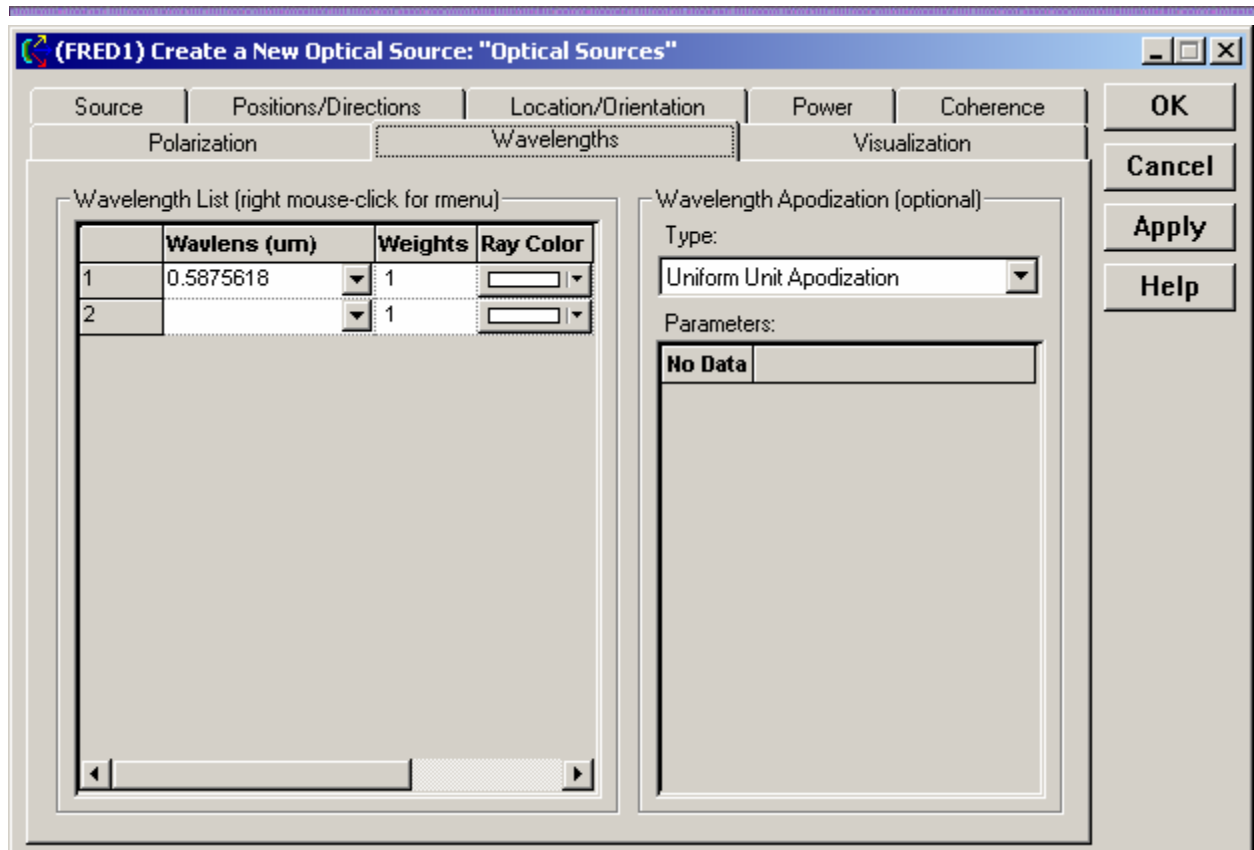 (FRED1) Create a New Optical Source: "Optical Sources"
Source Positions/Directions Location/Orientation Power Coherence
Polarization Wavelengths Visualization
OK
Cancel
Apply
Help
Wavelength List (right mouse-click for rmenu)
Wavlens (um) Weights Ray Color
1 0.5875618 1
2 1
Wavelength Apodization (optional)
Type:
Uniform Unit Apodization
Parameters:
No Data